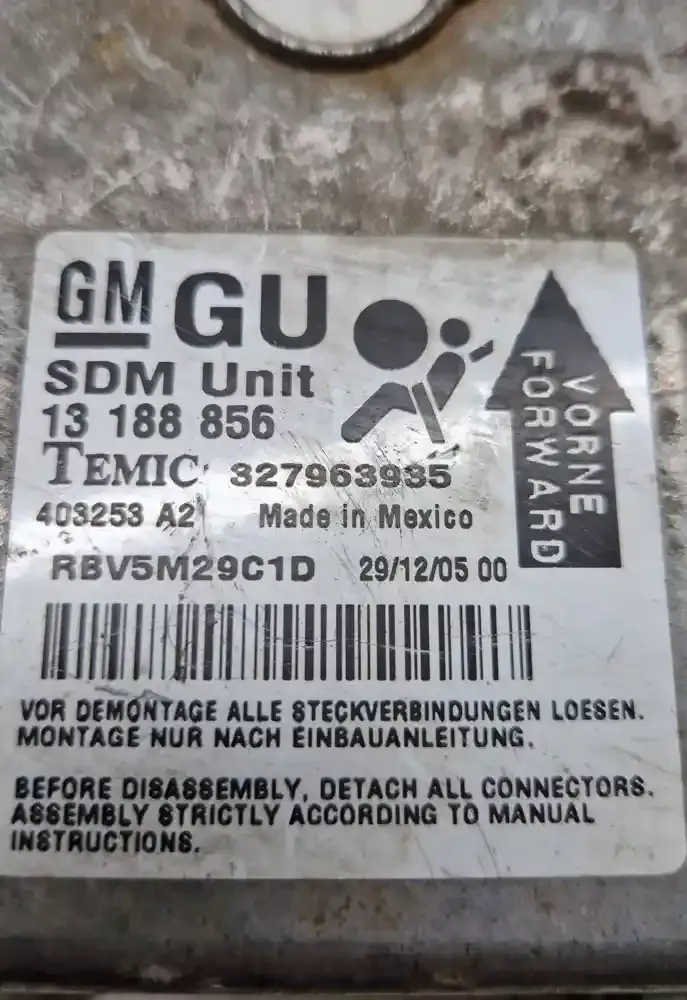 GM GU
SDM Unit
13 188 856
TEMIC 327963935
403253 A2 Made in Mexico
RBV5M29C1D 29/12/05 00
VORNE
FORWARD
VOR DEMONTAGE ALLE STECKVERBINDUNGEN LOESEN.
MONTAGE NUR NACH EINBAUANLEITUNG.
BEFORE DISASSEMBLY, DETACH ALL CONNECTORS.
ASSEMBLY STRICTLY ACCORDING TO MANUAL
INSTRUCTIONS.